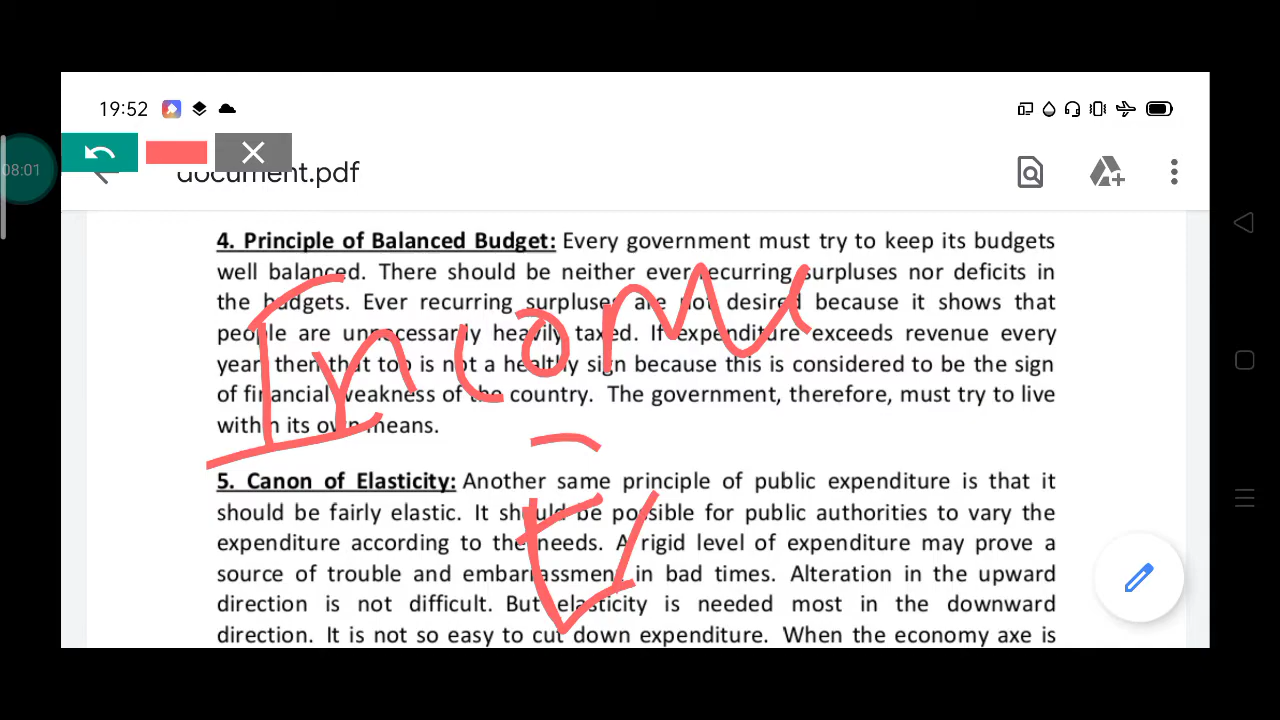 19:52
08:01
document.pdf
4. Principle of Balanced Budget: Every government must try to keep its budgets
well balanced. There should be neither ever recurring surpluses nor deficits in
the budgets. Ever recurring surpluses are not desired because it shows that
people are unnecessarily heavily taxed. If expenditure exceeds revenue every
year then that too is not a healthy sign because this is considered to be the sign
of financial weakness of the country. The government, therefore, must try to live
within its own means.
Income
5. Canon of Elasticity: Another same principle of public expenditure is that it
should be fairly elastic. It should be possible for public authorities to vary the
expenditure according to the needs. A rigid level of expenditure may prove a
source of trouble and embarrassment in bad times. Alteration in the upward
direction is not difficult. But elasticity is needed most in the downward
direction. It is not so easy to cut down expenditure. When the economy axe is